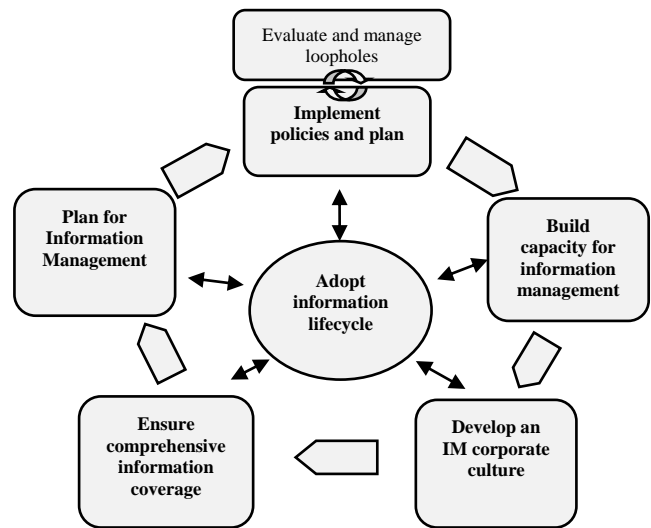 Evaluate and manage
loopholes
Implement
policies and plan
Plan for
Information
Management
Build
capacity for
information
management
Adopt
information
lifecycle
Ensure
comprehensive
information
coverage
Develop an
IM corporate
culture